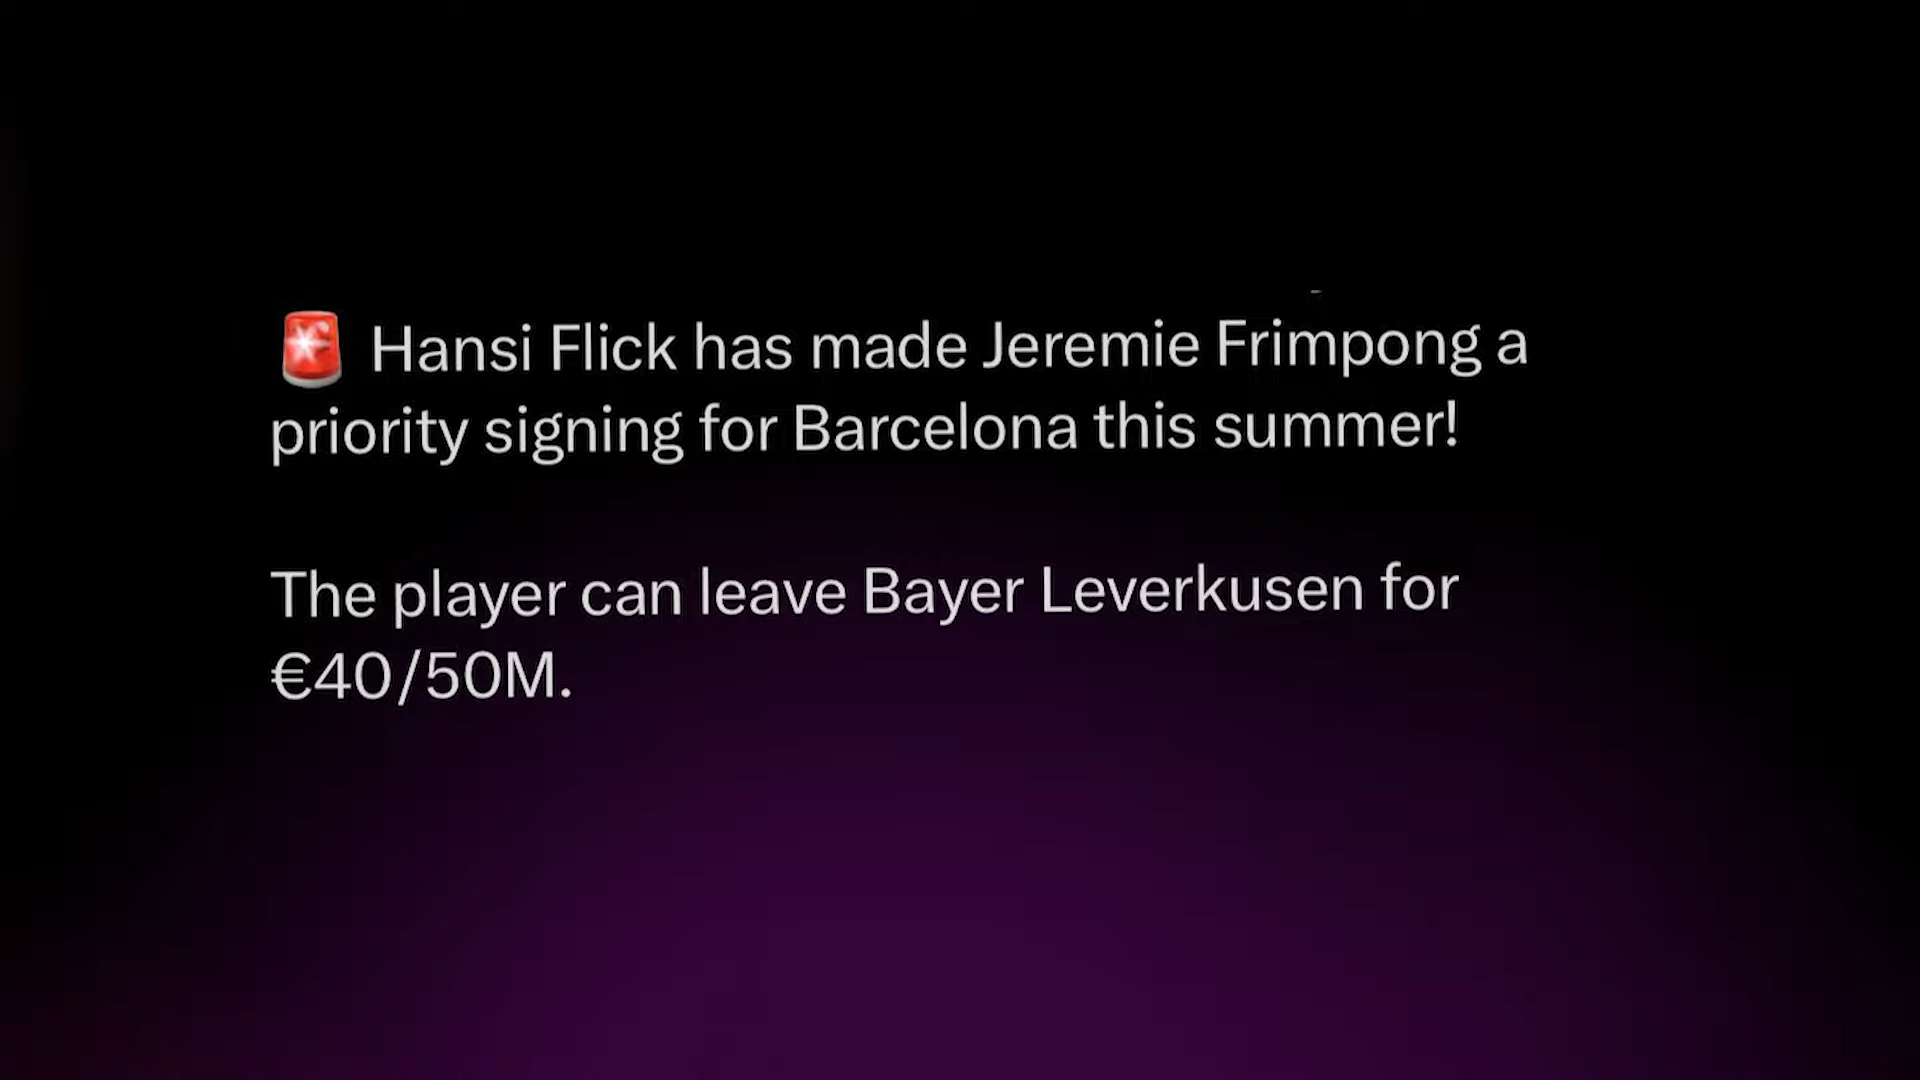 🚨 Hansi Flick has made Jeremie Frimpong a
priority signing for Barcelona this summer!
The player can leave Bayer Leverkusen for
€40/50M.